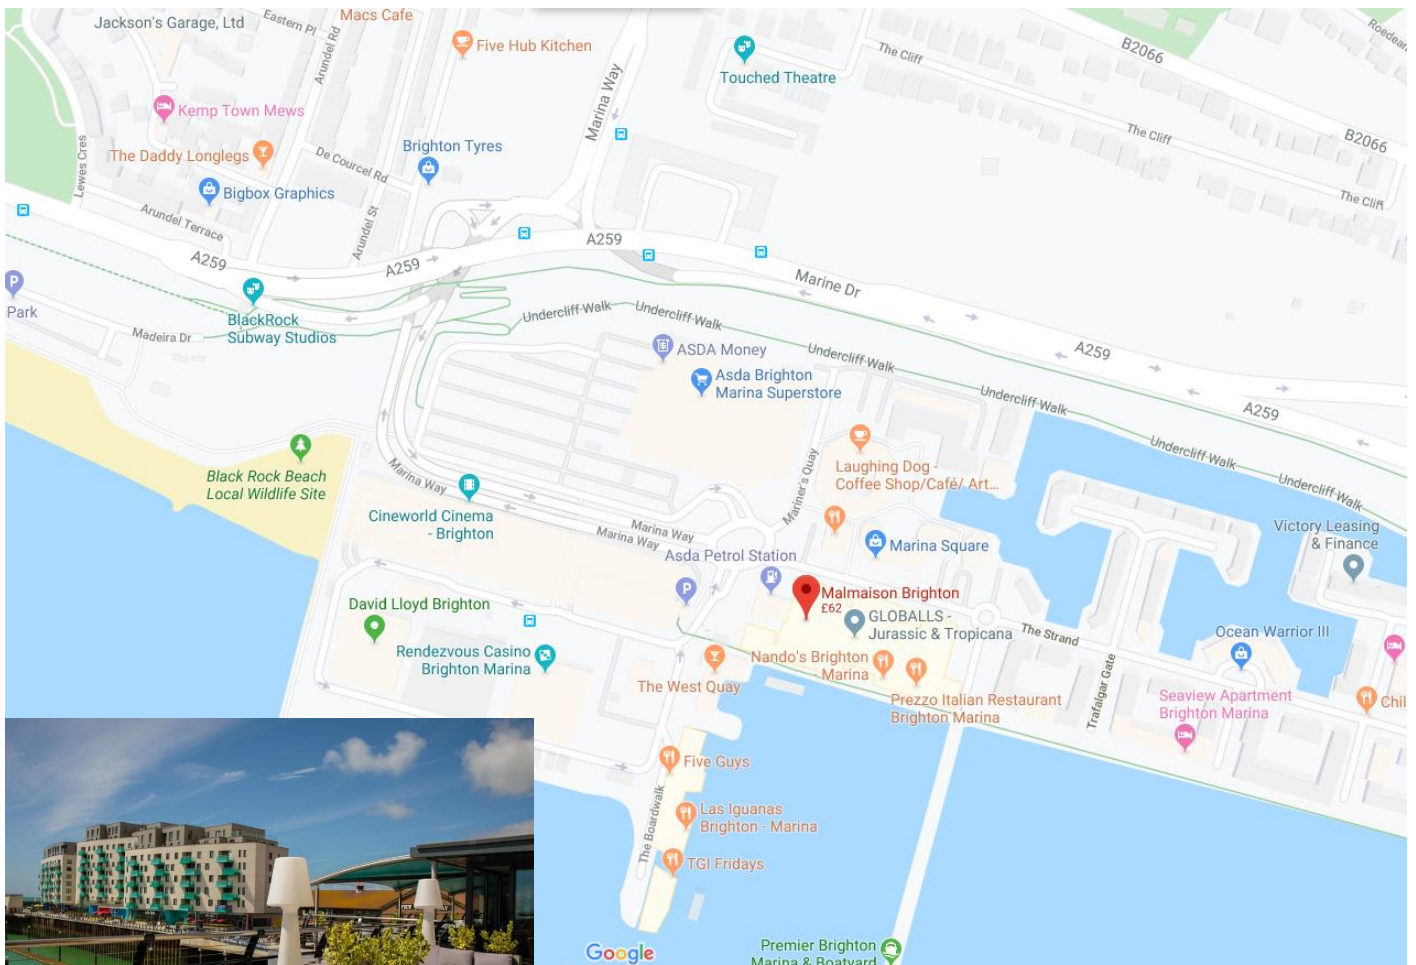 Jackson's Garage, Ltd
Eastern Pl
Macs Cafe
Arundel Rd
Five Hub Kitchen
Marina Way
Touched Theatre
The Cliff
B2066
Kemp Town Mews
The Daddy Longlegs
Brighton Tyres
De Courcel Rd
The Cliff
B2066
Lewes Cres
Bigbox Graphics
The Cliff
Arundel Terrace
Arundel St
A259
A259
A259
Marine Dr
P
Park
BlackRock
Subway Studios
Madeira Dr
Undercliff Walk
Undercliff Walk
Undercliff Walk
Undercliff Walk
Undercliff Walk
Undercliff Walk
A259
A259
ASDA Money
Asda Brighton
Marina Superstore
Black Rock Beach
Local Wildlife Site
Marina Way
Mariner's Quay
Laughing Dog -
Coffee Shop/Café/ Art...
Cineworld Cinema
- Brighton
Marina Way
Marina Way
Asda Petrol Station
Marina Square
Victory Leasing
& Finance
P
Malmaison Brighton
£62
David Lloyd Brighton
GLOBALLS -
Jurassic & Tropicana
The Strand
Ocean Warrior III
Rendezvous Casino
Brighton Marina
Nando's Brighton
- Marina
The West Quay
Prezzo Italian Restaurant
Brighton Marina
Trafalgar Gate
Seaview Apartment
Brighton Marina
Chil
Five Guys
The Boardwalk
Las Iguanas
Brighton - Marina
TGI Fridays
Google
Premier Brighton
Marina & Boatyard